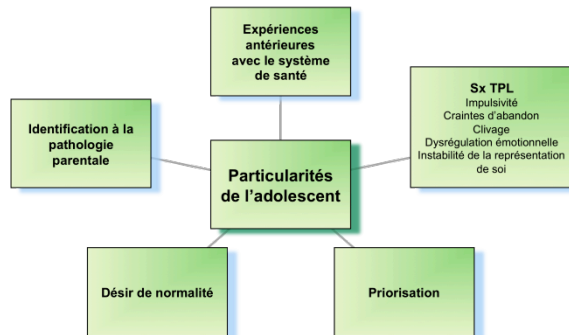 Expériences
antérieures
avec le système
de santé
Sx TPL
Impulsivité
Craintes d'abandon
Clivage
Dysrégulation émotionnelle
Instabilité de la représentation
de soi
Identification à la
pathologie
parentale
Particularités
de l'adolescent
Désir de normalité
Priorisation